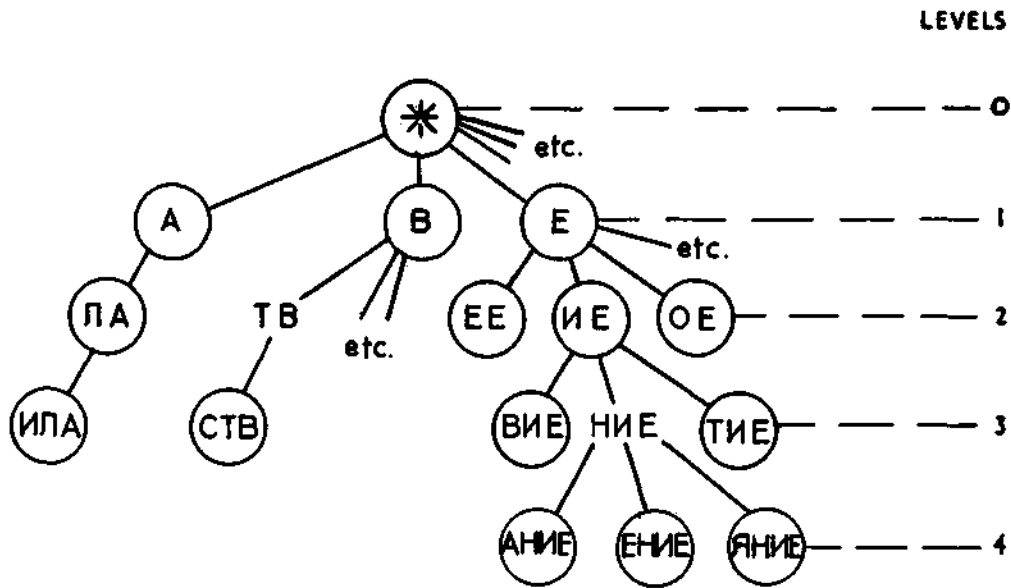 LEVELS
* 0
etc.
А В Е 1
etc.
ЛА ТВ ЕЕ ИЕ ОЕ 2
etc.
ИЛА СТВ ВИЕ НИЕ ТИЕ 3
АНИЕ ЕНИЕ ЯНИЕ 4